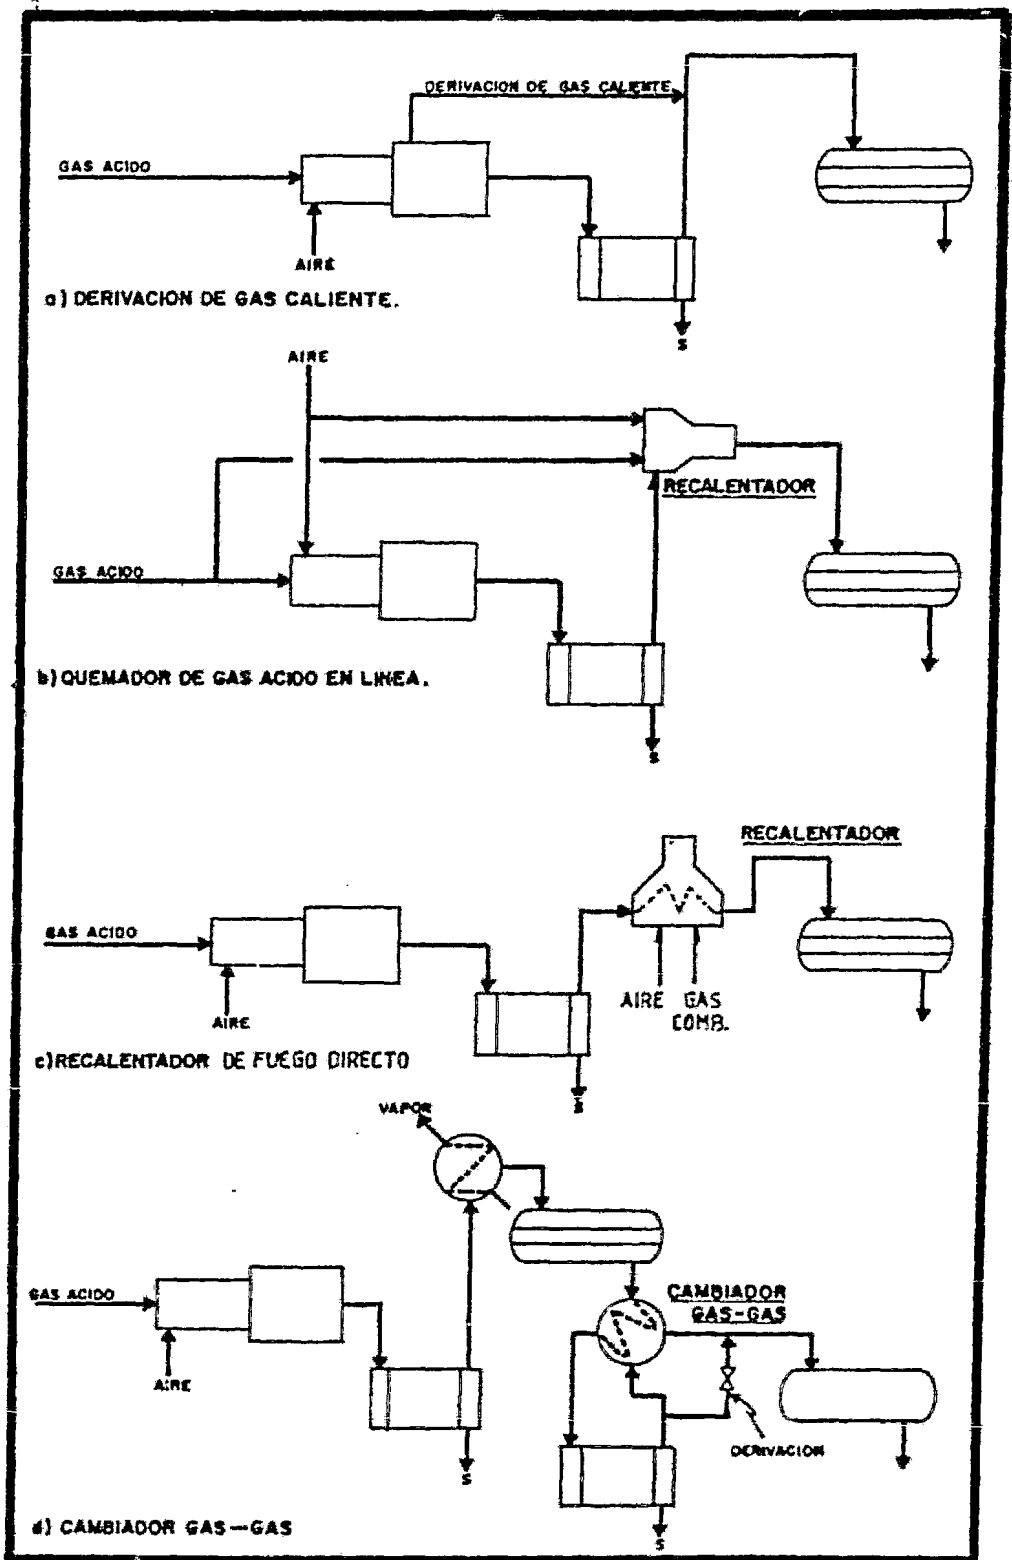 DERIVACION DE GAS CALIENTE
GAS ACIDO
AIRE
a) DERIVACION DE GAS CALIENTE.
S
AIRE
RECALENTADOR
GAS ACIDO
b) QUEMADOR DE GAS ACIDO EN LINEA.
S
RECALENTADOR
GAS ACIDO
AIRE GAS
COMB.
AIRE
c) RECALENTADOR DE FUEGO DIRECTO
S
VAPOR
GAS ACIDO
CAMBIADOR
GAS-GAS
AIRE
DERIVACION
S
d) CAMBIADOR GAS-GAS
S